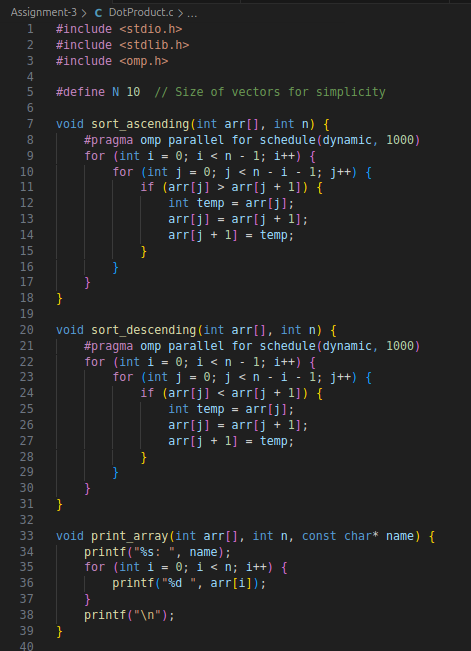 Assignment-3 > C DotProduct.c > ...
1 #include <stdio.h>
2 #include <stdlib.h>
3 #include <omp.h>
4
5 #define N 10  // Size of vectors for simplicity
6
7 void sort_ascending(int arr[], int n) {
8     #pragma omp parallel for schedule(dynamic, 1000)
9     for (int i = 0; i < n - 1; i++) {
10         for (int j = 0; j < n - i - 1; j++) {
11             if (arr[j] > arr[j + 1]) {
12                 int temp = arr[j];
13                 arr[j] = arr[j + 1];
14                 arr[j + 1] = temp;
15             }
16         }
17     }
18 }
19
20 void sort_descending(int arr[], int n) {
21     #pragma omp parallel for schedule(dynamic, 1000)
22     for (int i = 0; i < n - 1; i++) {
23         for (int j = 0; j < n - i - 1; j++) {
24             if (arr[j] < arr[j + 1]) {
25                 int temp = arr[j];
26                 arr[j] = arr[j + 1];
27                 arr[j + 1] = temp;
28             }
29         }
30     }
31 }
32
33 void print_array(int arr[], int n, const char* name) {
34     printf("%s: ", name);
35     for (int i = 0; i < n; i++) {
36         printf("%d ", arr[i]);
37     }
38     printf("\n");
39 }
40